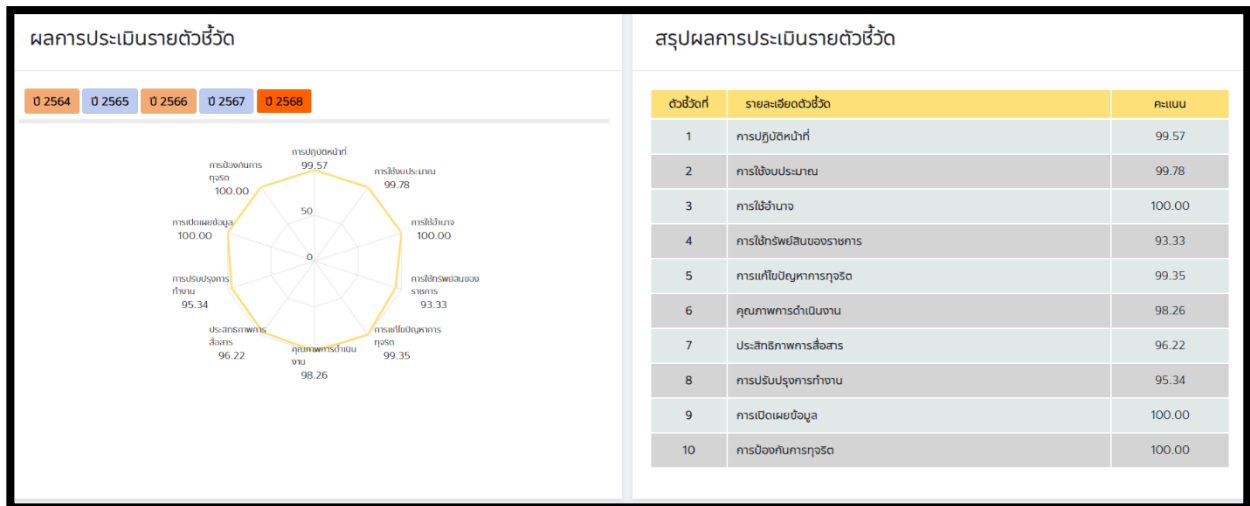 ผลการประเมินรายตัวชี้วัด
ปี 2564 ปี 2565 ปี 2566 ปี 2567 ปี 2568
การปฏิบัติหน้าที่
99.57
การใช้งบประมาณ
99.78
การใช้อำนาจ
100.00
การใช้ทรัพย์สินของ
ราชการ
93.33
การแก้ไขปัญหาการ
ทุจริต
99.35
คุณภาพการดำเนิน
งาน
98.26
ประสิทธิภาพการ
สื่อสาร
96.22
การปรับปรุงการ
ทำงาน
95.34
การเปิดเผยข้อมูล
100.00
การป้องกันการ
ทุจริต
100.00
50
0
สรุปผลการประเมินรายตัวชี้วัด
ตัวชี้วัดที่ รายละเอียดตัวชี้วัด คะแนน
1 การปฏิบัติหน้าที่ 99.57
2 การใช้งบประมาณ 99.78
3 การใช้อำนาจ 100.00
4 การใช้ทรัพย์สินของราชการ 93.33
5 การแก้ไขปัญหาการทุจริต 99.35
6 คุณภาพการดำเนินงาน 98.26
7 ประสิทธิภาพการสื่อสาร 96.22
8 การปรับปรุงการทำงาน 95.34
9 การเปิดเผยข้อมูล 100.00
10 การป้องกันการทุจริต 100.00